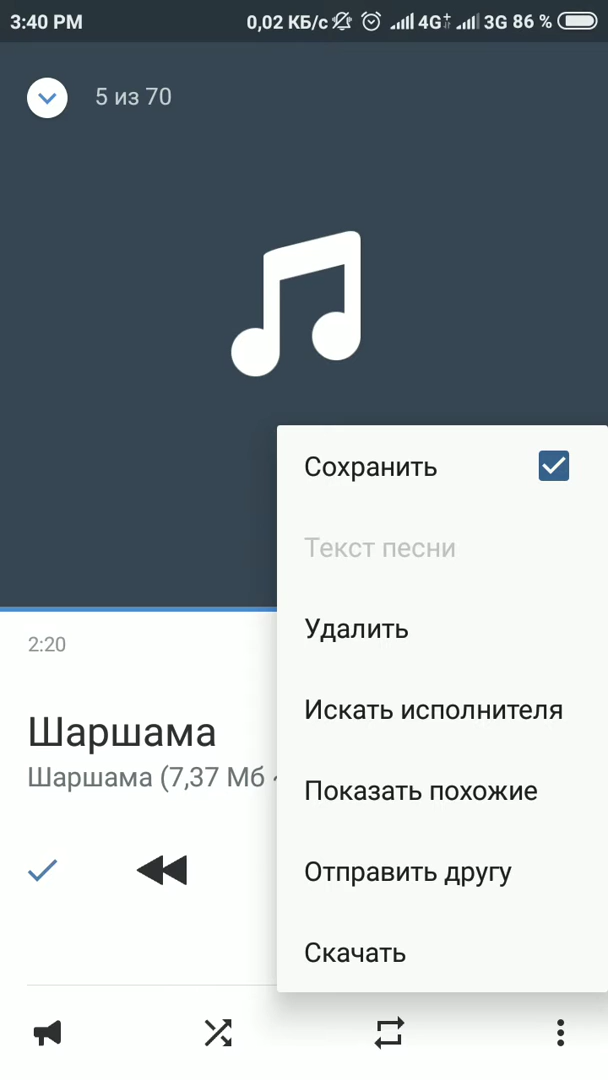 3:40 PM 0,02 КБ/с 4G+ 3G 86 %
5 из 70
Сохранить
Текст песни
Удалить
Искать исполнителя
Показать похожие
Отправить другу
Скачать
2:20
Шаршама
Шаршама (7,37 Мб